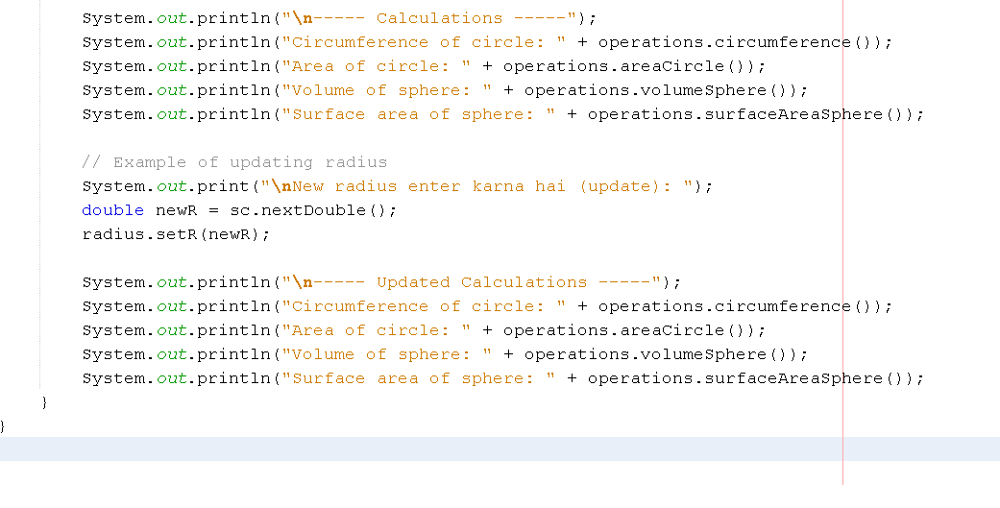 System.out.println("\n----- Calculations -----");
System.out.println("Circumference of circle: " + operations.circumference());
System.out.println("Area of circle: " + operations.areaCircle());
System.out.println("Volume of sphere: " + operations.volumeSphere());
System.out.println("Surface area of sphere: " + operations.surfaceAreaSphere());
// Example of updating radius
System.out.print("\nNew radius enter karna hai (update): ");
double newR = sc.nextDouble();
radius.setR(newR);
System.out.println("\n----- Updated Calculations -----");
System.out.println("Circumference of circle: " + operations.circumference());
System.out.println("Area of circle: " + operations.areaCircle());
System.out.println("Volume of sphere: " + operations.volumeSphere());
System.out.println("Surface area of sphere: " + operations.surfaceAreaSphere());
}
}